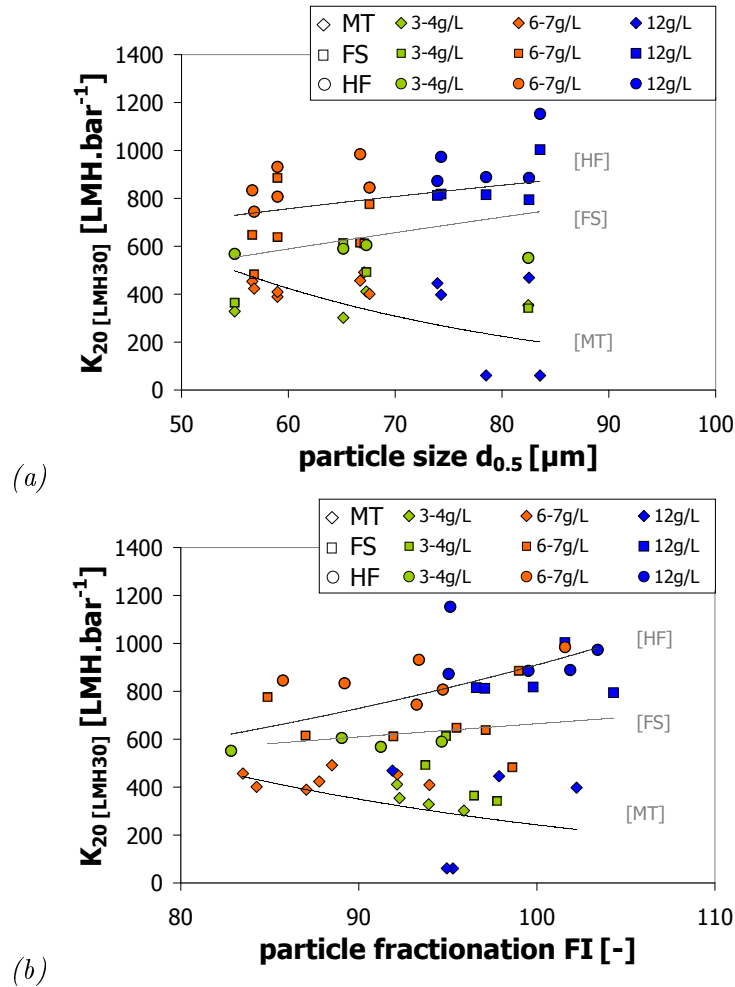 MT 3-4g/L 6-7g/L 12g/L
FS 3-4g/L 6-7g/L 12g/L
HF 3-4g/L 6-7g/L 12g/L
K20 [LMH30] [LMH.bar-1]
1400
1200
1000
800
600
400
200
0
[HF]
[FS]
[MT]
50 60 70 80 90 100
particle size d0.5 [µm]
(a)
MT 3-4g/L 6-7g/L 12g/L
FS 3-4g/L 6-7g/L 12g/L
HF 3-4g/L 6-7g/L 12g/L
K20 [LMH30] [LMH.bar-1]
1400
1200
1000
800
600
400
200
0
[HF]
[FS]
[MT]
80 90 100 110
particle fractionation FI [-]
(b)